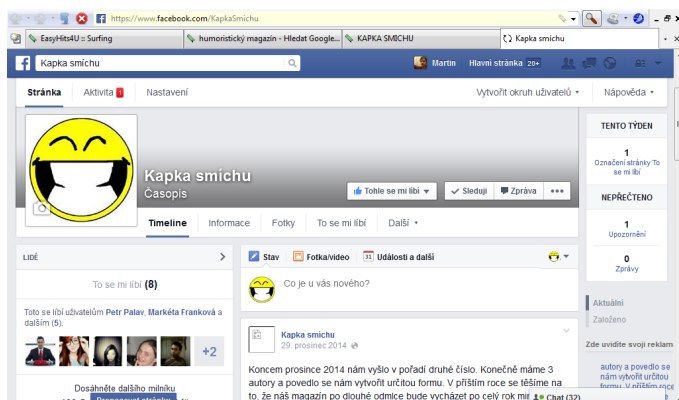 https://www.facebook.com/KapkaSmichu
EasyHits4U :: Surfing
humoristický magazín - Hledat Google...
KAPKA SMICHU
Kapka smíchu
Kapka smíchu
Martin
Hlavní stránka 20+
Stránka
Aktivita 1
Nastavení
Vytvořit okruh uživatelů
Nápověda
Kapka smíchu
Časopis
Tohle se mi líbí
Sleduji
Zpráva
Timeline
Informace
Fotky
To se mi líbí
Další
TENTO TÝDEN
1
Označení stránky To
se mi líbí
NEPŘEČTENO
1
Upozornění
0
Zprávy
Aktuální
Založeno
Zde uvidíte svoji reklam
autory a povedlo se
nám vytvořit určitou
formu. V příštím roce
LIDÉ
To se mi líbí (8)
Toto se líbí uživatelům Petr Palav, Markéta Franková a
dalším (5).
+2
Dosáhněte dalšího milníku
Stav
Fotka/video
31 Události a další
Co je u vás nového?
Kapka smíchu
29. prosinec 2014
Koncem prosince 2014 nám vyšlo v pořadí druhé číslo. Konečně máme 3
autory a povedlo se nám vytvořit určitou formu. V příštím roce se těšíme na
to, že náš magazín po dlouhé odmlce bude vycházet po celý rok
Chat (32)